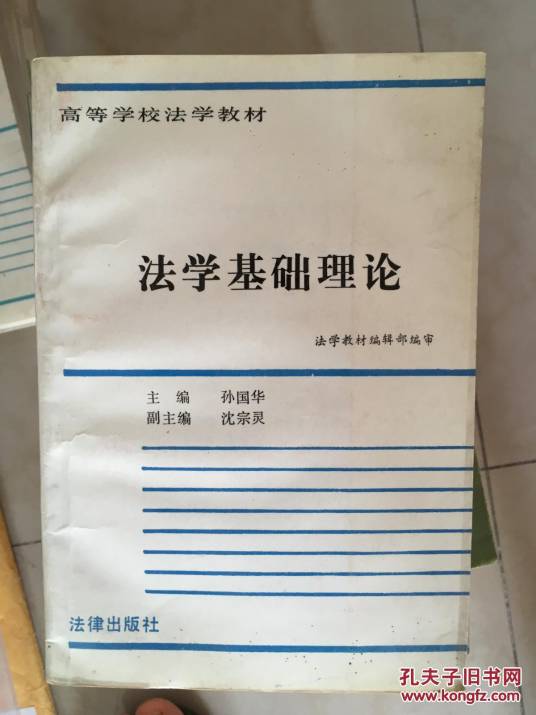 高等学校法学教材
法学基础理论
法学教材编辑部编审
主 编 孙国华
副主编 沈宗灵
法律出版社
孔夫子旧书网
www.kongfz.com